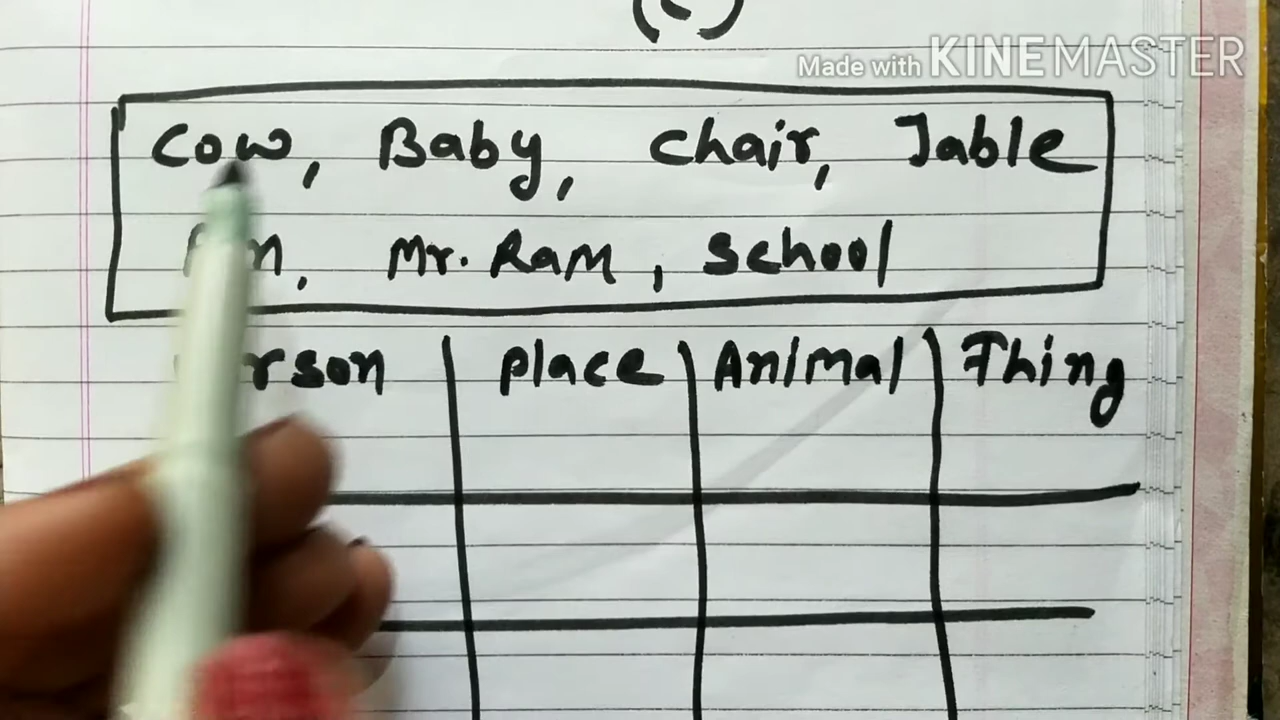 (C)
Made with KINEMASTER
Cow, Baby, Chair, Table
Mr. Ram, School
Place Animal Thing